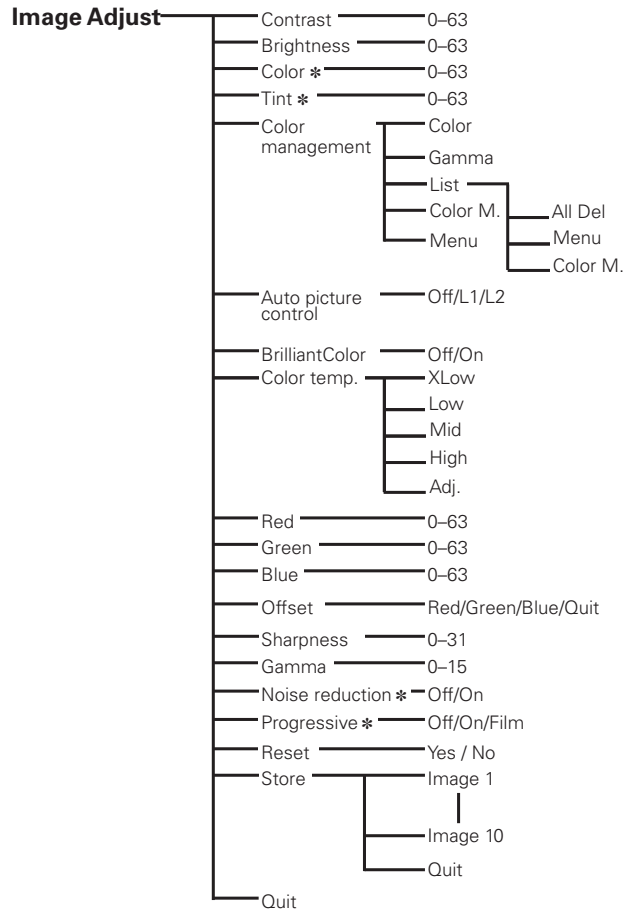 Image Adjust
Contrast 0–63
Brightness 0–63
Color ✻ 0–63
Tint ✻ 0–63
Color Color
management
Gamma
List
Color M. All Del
Menu Menu
Color M.
Auto picture Off/L1/L2
control
BrilliantColor Off/On
Color temp. XLow
Low
Mid
High
Adj.
Red 0–63
Green 0–63
Blue 0–63
Offset Red/Green/Blue/Quit
Sharpness 0–31
Gamma 0–15
Noise reduction ✻ Off/On
Progressive ✻ Off/On/Film
Reset Yes / No
Store Image 1
Image 10
Quit
Quit